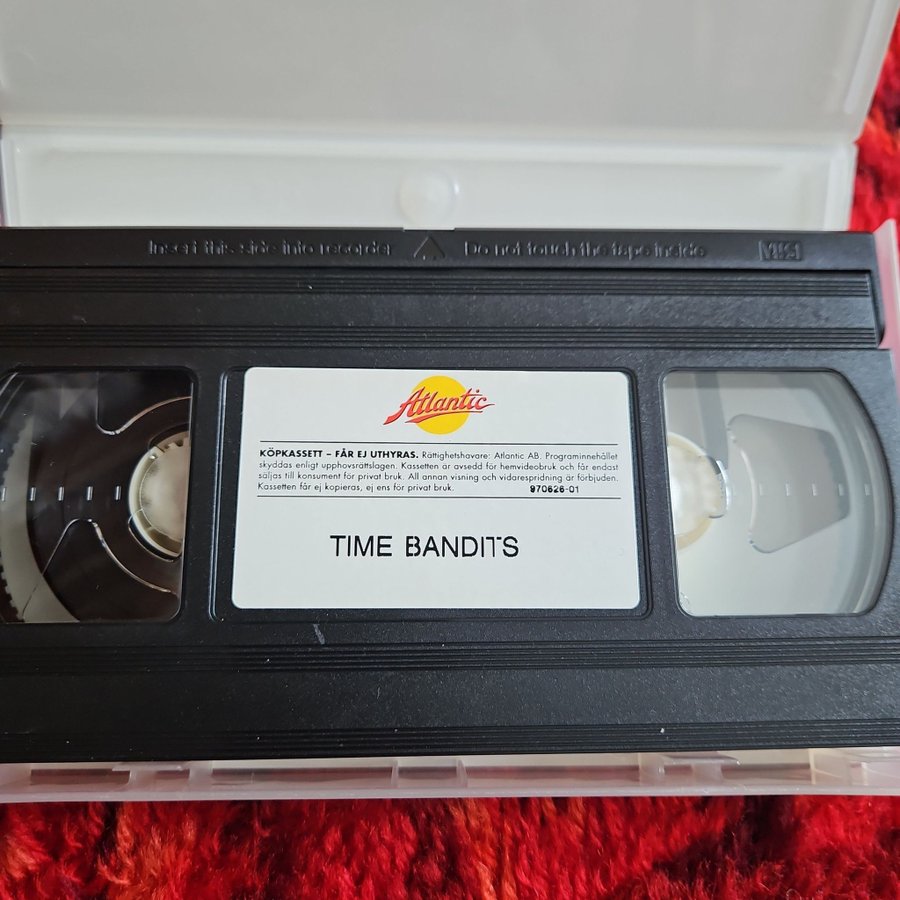 Insert this side into recorder △ Do not touch the tape inside VHS
Atlantic
KÖPKASSETT – FÅR EJ UTHYRAS. Rättighetshavare: Atlantic AB. Programinnehållet
skyddas enligt upphovsrättslagen. Kassetten är avsedd för hemvideobruk och får endast
säljas till konsument för privat bruk. All annan visning och vidarespridning är förbjuden.
Kassetten får ej kopieras, ej ens för privat bruk. 970626-01
TIME BANDITS